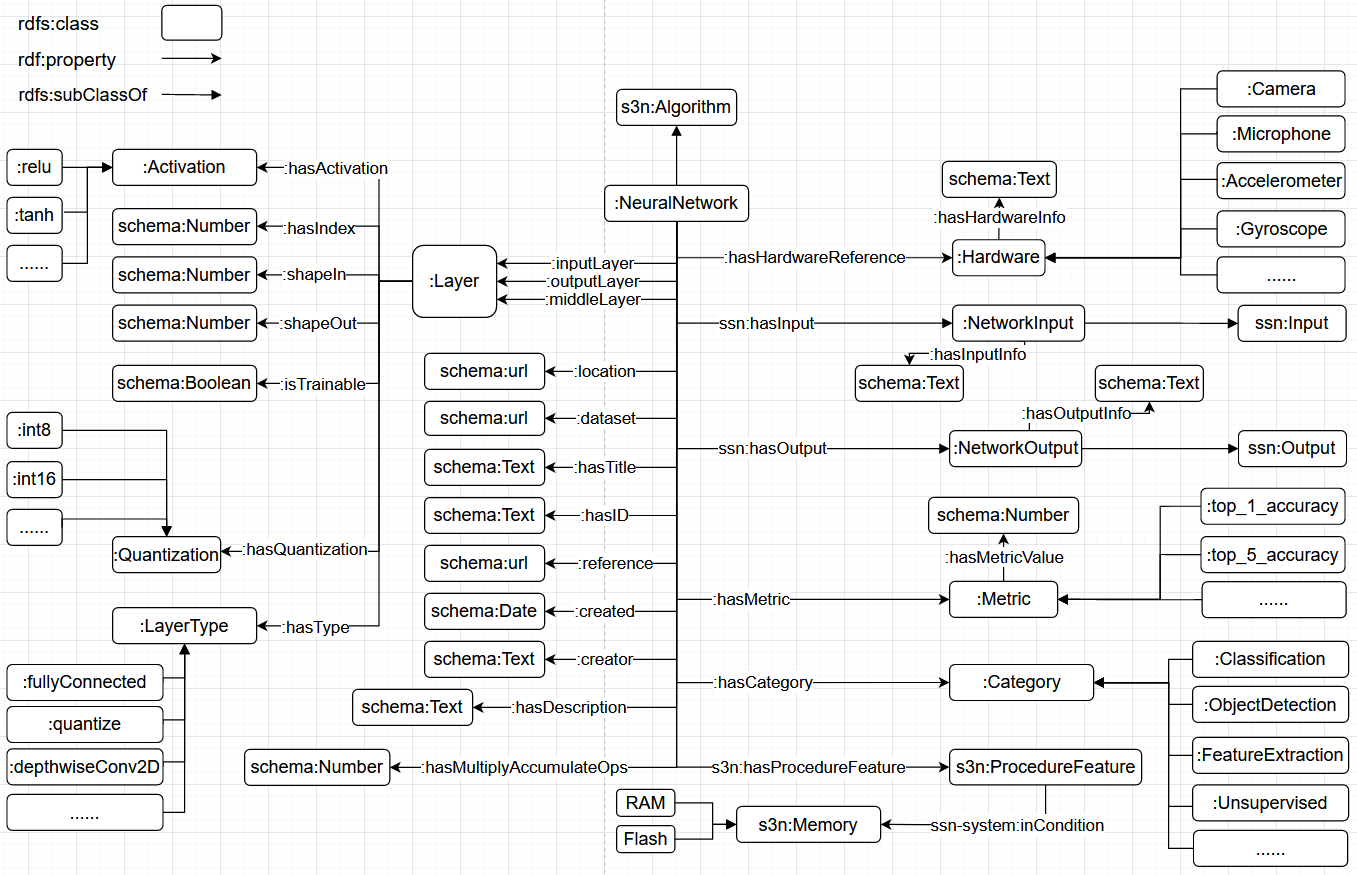 rdfs:class
rdf:property
rdfs:subClassOf
s3n:Algorithm
:NeuralNetwork
:relu
:tanh
......
:Activation
:hasActivation
schema:Number
:hasIndex
schema:Number
:shapeIn
schema:Number
:shapeOut
schema:Boolean
:isTrainable
:int8
:int16
......
:Quantization
:hasQuantization
:LayerType
:hasType
:fullyConnected
:quantize
:depthwiseConv2D
......
:Layer
:inputLayer
:outputLayer
:middleLayer
schema:url
:location
schema:url
:dataset
schema:Text
:hasTitle
schema:Text
:hasID
schema:url
:reference
schema:Date
:created
schema:Text
:creator
schema:Text
:hasDescription
schema:Number
:hasMultiplyAccumulateOps
schema:Text
:hasHardwareInfo
:hasHardwareReference
:Hardware
:Camera
:Microphone
:Accelerometer
:Gyroscope
......
ssn:hasInput
:NetworkInput
ssn:Input
:hasInputInfo
schema:Text
schema:Text
:hasOutputInfo
ssn:hasOutput
:NetworkOutput
ssn:Output
schema:Number
:hasMetricValue
:hasMetric
:Metric
:top_1_accuracy
:top_5_accuracy
......
:hasCategory
:Category
:Classification
:ObjectDetection
:FeatureExtraction
:Unsupervised
......
s3n:hasProcedureFeature
s3n:ProcedureFeature
ssn-system:inCondition
RAM
Flash
s3n:Memory